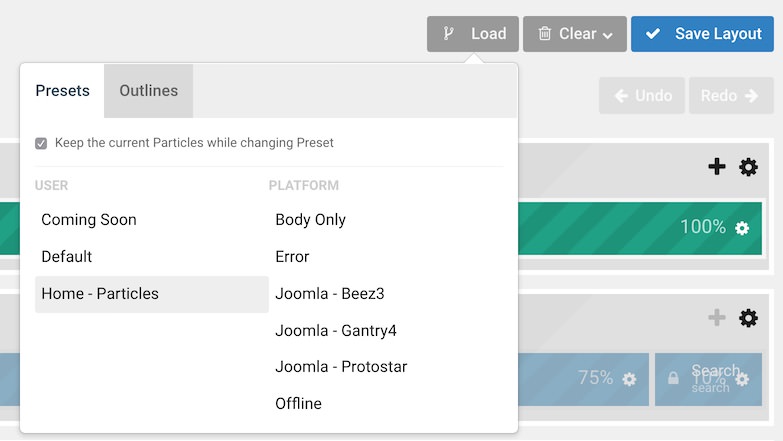 Load Clear Save Layout
Presets Outlines
Undo Redo
Keep the current Particles while changing Preset
USER PLATFORM
Coming Soon Body Only
100%
Default Error
Home - Particles Joomla - Beez3
Joomla - Gantry4
Joomla - Protostar
75% Search 10%
search
Offline